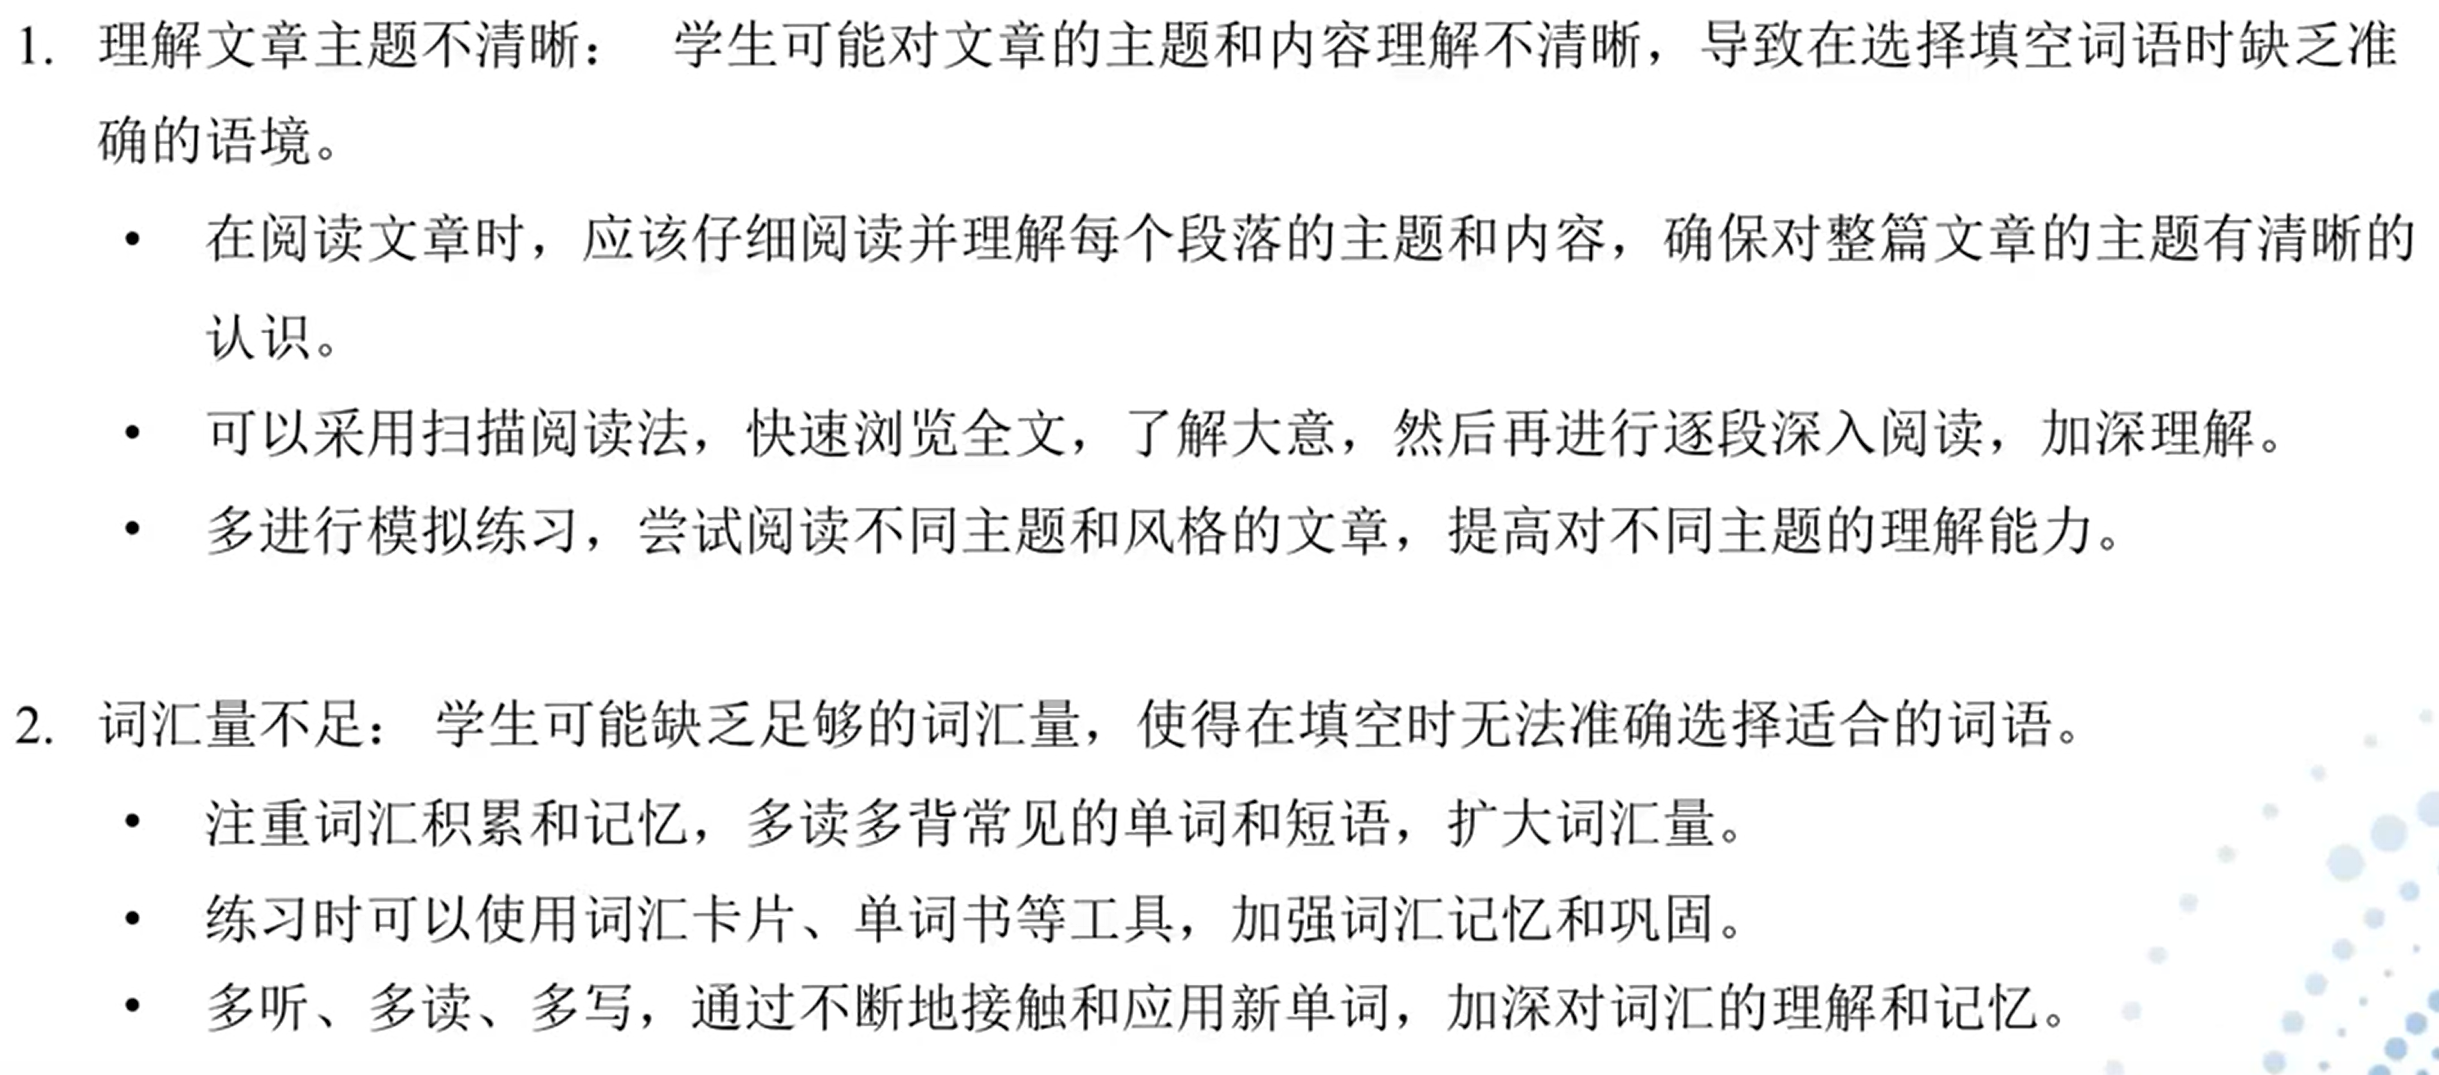 1. 理解文章主题不清晰： 学生可能对文章的主题和内容理解不清晰，导致在选择填空词语时缺乏准
确的语境。
• 在阅读文章时，应该仔细阅读并理解每个段落的主题和内容，确保对整篇文章的主题有清晰的
认识。
• 可以采用扫描阅读法，快速浏览全文，了解大意，然后再进行逐段深入阅读，加深理解。
• 多进行模拟练习，尝试阅读不同主题和风格的文章，提高对不同主题的理解能力。
2. 词汇量不足： 学生可能缺乏足够的词汇量，使得在填空时无法准确选择适合的词语。
• 注重词汇积累和记忆，多读多背常见的单词和短语，扩大词汇量。
• 练习时可以使用词汇卡片、单词书等工具，加强词汇记忆和巩固。
• 多听、多读、多写，通过不断地接触和应用新单词，加深对词汇的理解和记忆。